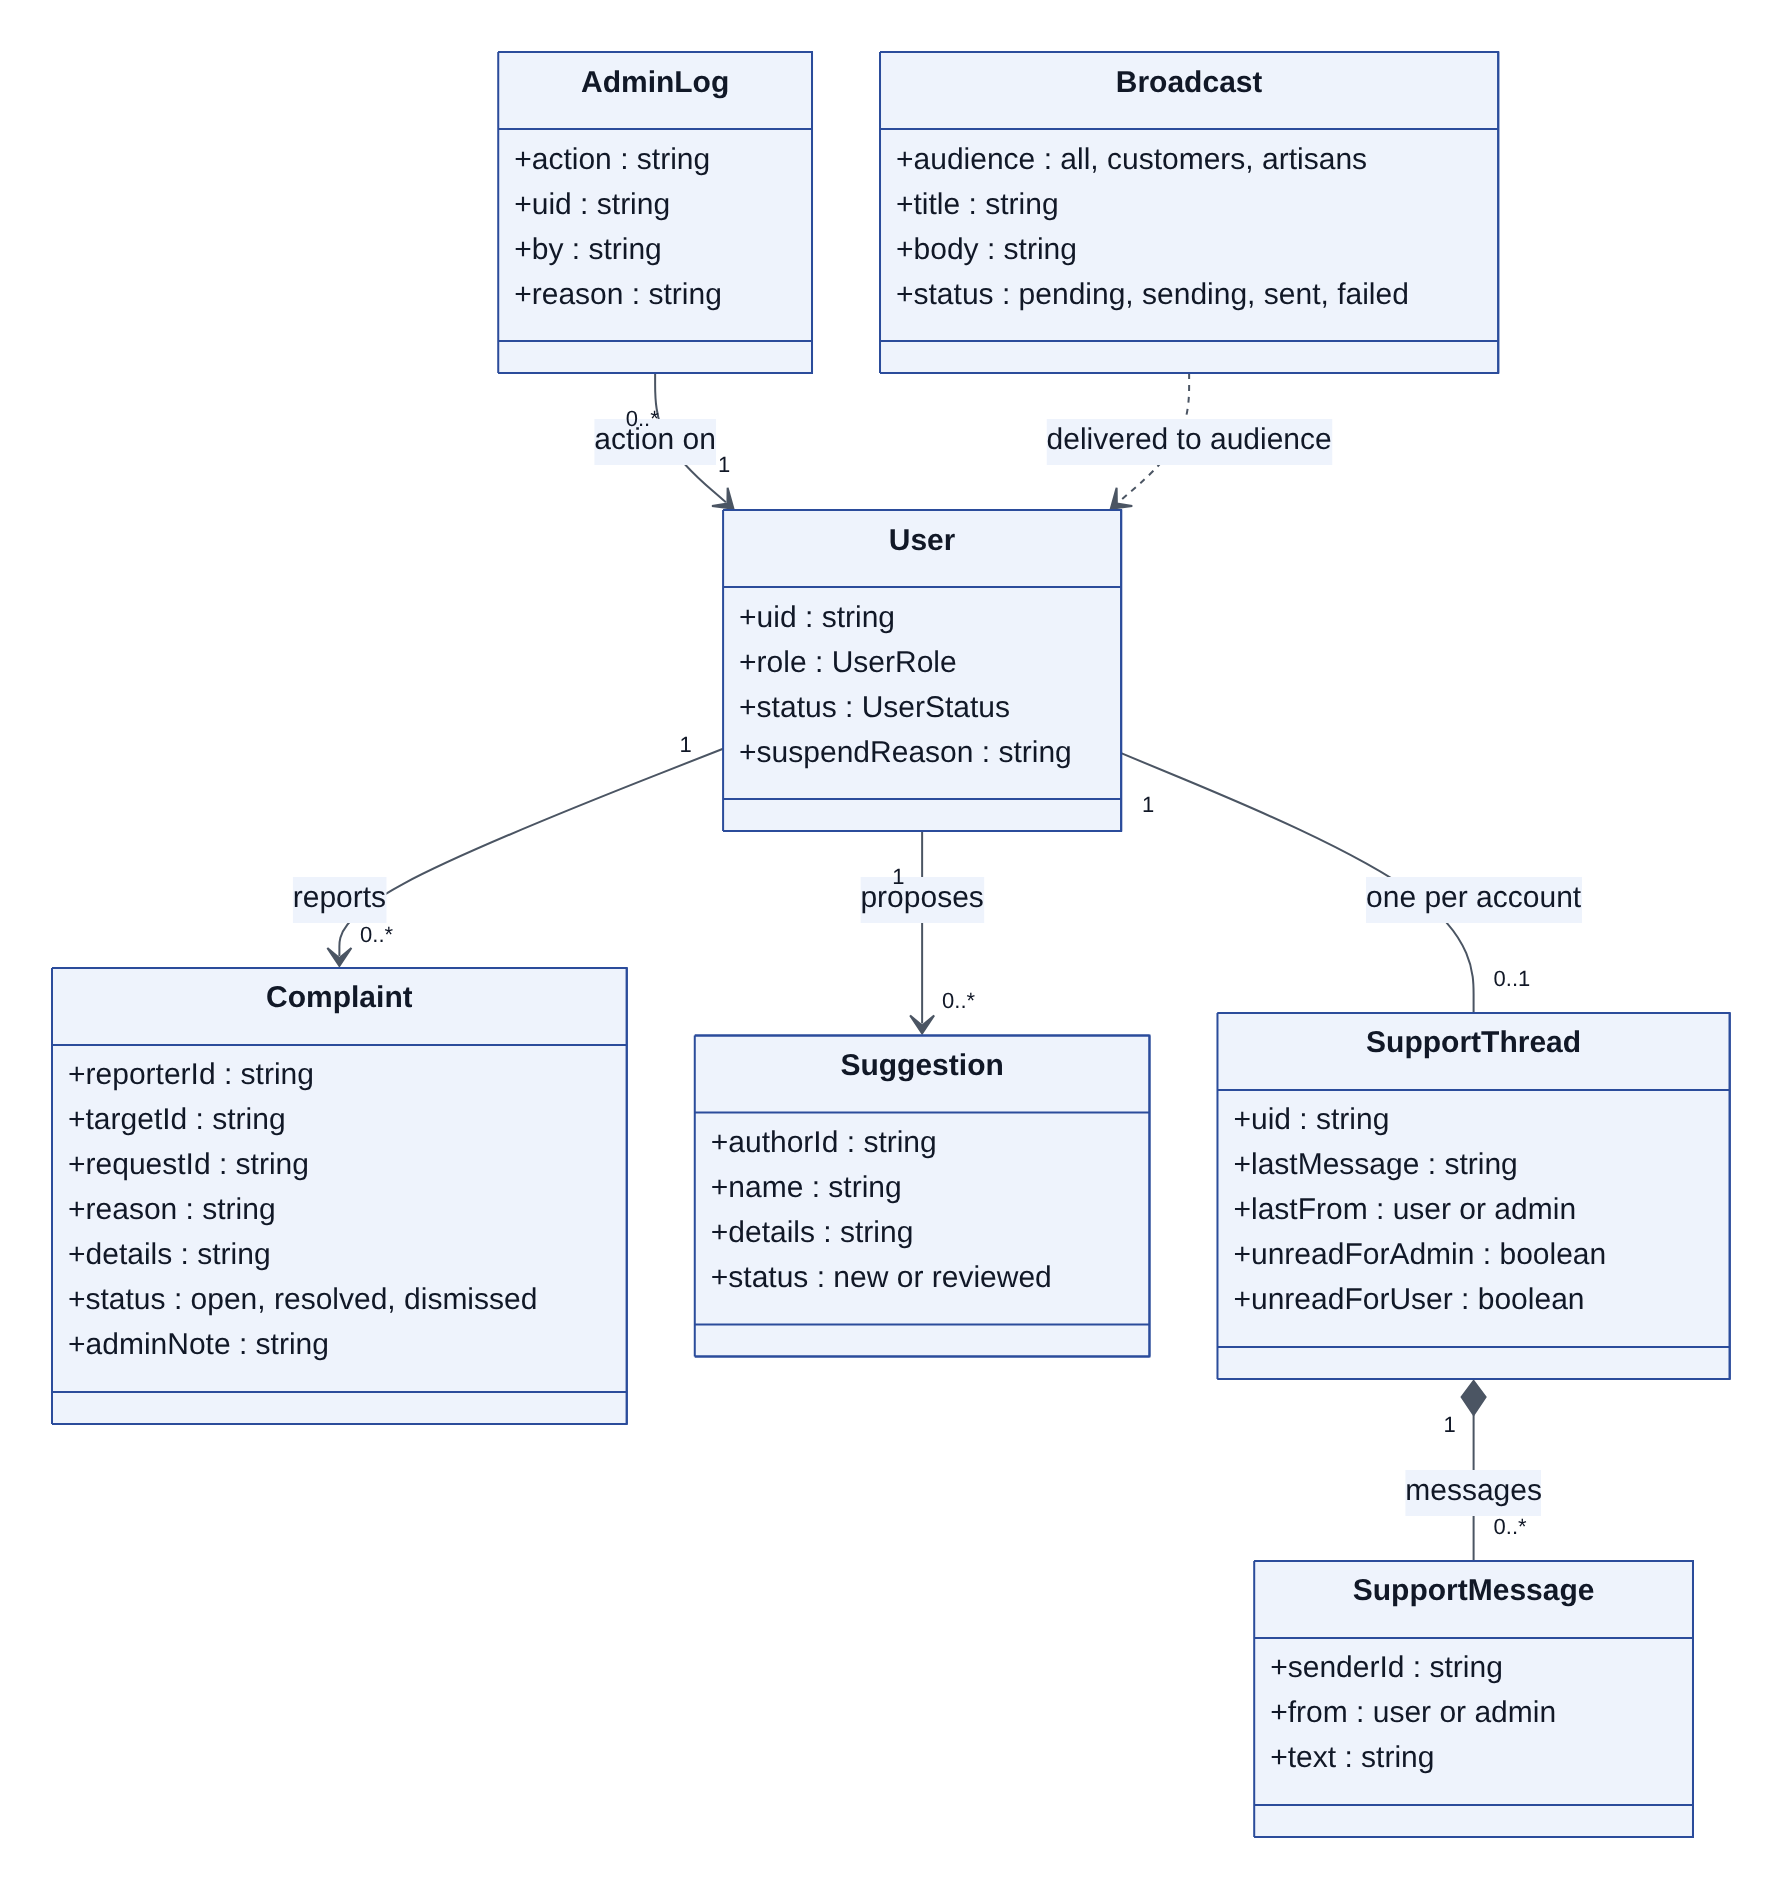 AdminLog
+action : string
+uid : string
+by : string
+reason : string
Broadcast
+audience : all, customers, artisans
+title : string
+body : string
+status : pending, sending, sent, failed
0..*
action on
1
delivered to audience
User
+uid : string
+role : UserRole
+status : UserStatus
+suspendReason : string
1
reports
0..*
1
proposes
0..*
1
one per account
0..1
Complaint
+reporterId : string
+targetId : string
+requestId : string
+reason : string
+details : string
+status : open, resolved, dismissed
+adminNote : string
Suggestion
+authorId : string
+name : string
+details : string
+status : new or reviewed
SupportThread
+uid : string
+lastMessage : string
+lastFrom : user or admin
+unreadForAdmin : boolean
+unreadForUser : boolean
1
messages
0..*
SupportMessage
+senderId : string
+from : user or admin
+text : string